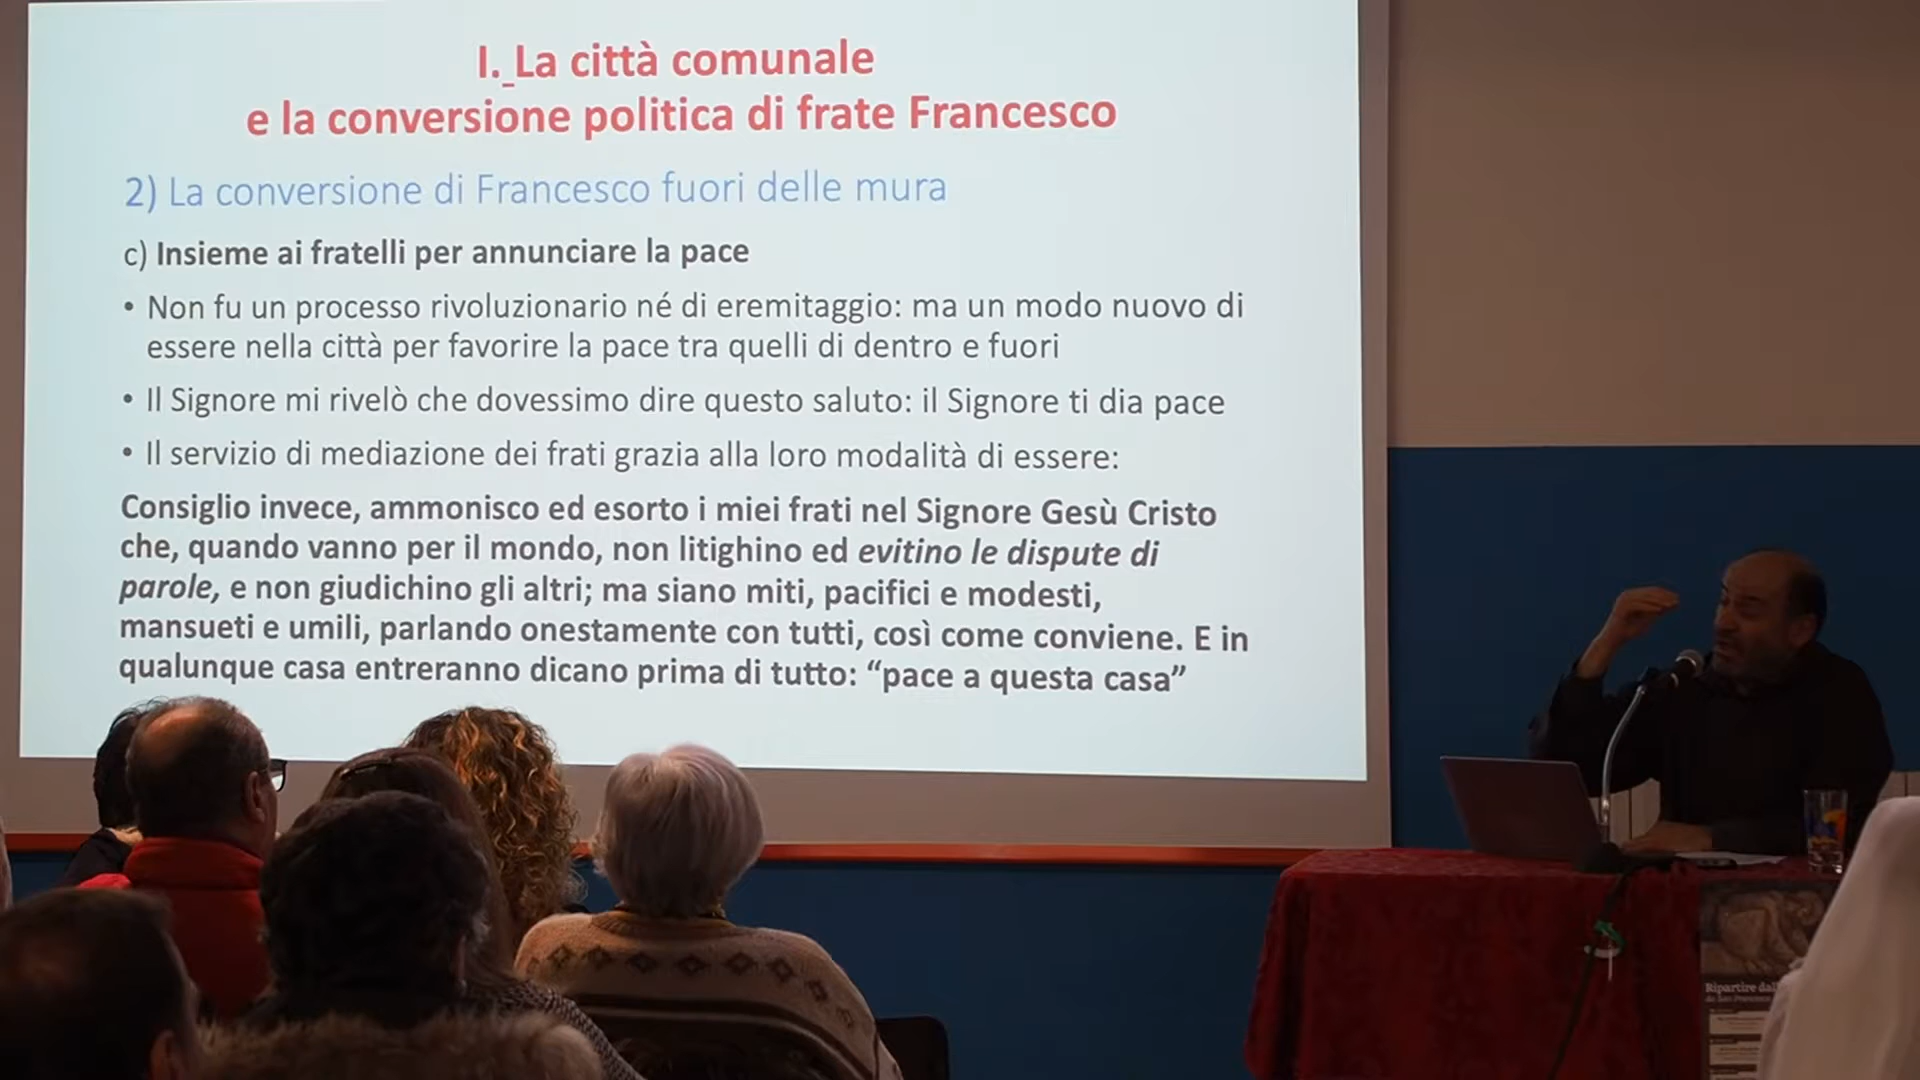 I. La città comunale
e la conversione politica di frate Francesco
2) La conversione di Francesco fuori delle mura
c) Insieme ai fratelli per annunciare la pace
• Non fu un processo rivoluzionario né di eremitaggio: ma un modo nuovo di
essere nella città per favorire la pace tra quelli di dentro e fuori
• Il Signore mi rivelò che dovessimo dire questo saluto: il Signore ti dia pace
• Il servizio di mediazione dei frati grazia alla loro modalità di essere:
Consiglio invece, ammonisco ed esorto i miei frati nel Signore Gesù Cristo
che, quando vanno per il mondo, non litighino ed evitino le dispute di
parole, e non giudichino gli altri; ma siano miti, pacifici e modesti,
mansueti e umili, parlando onestamente con tutti, così come conviene. E in
qualunque casa entreranno dicano prima di tutto: “pace a questa casa”
Ripartire dal